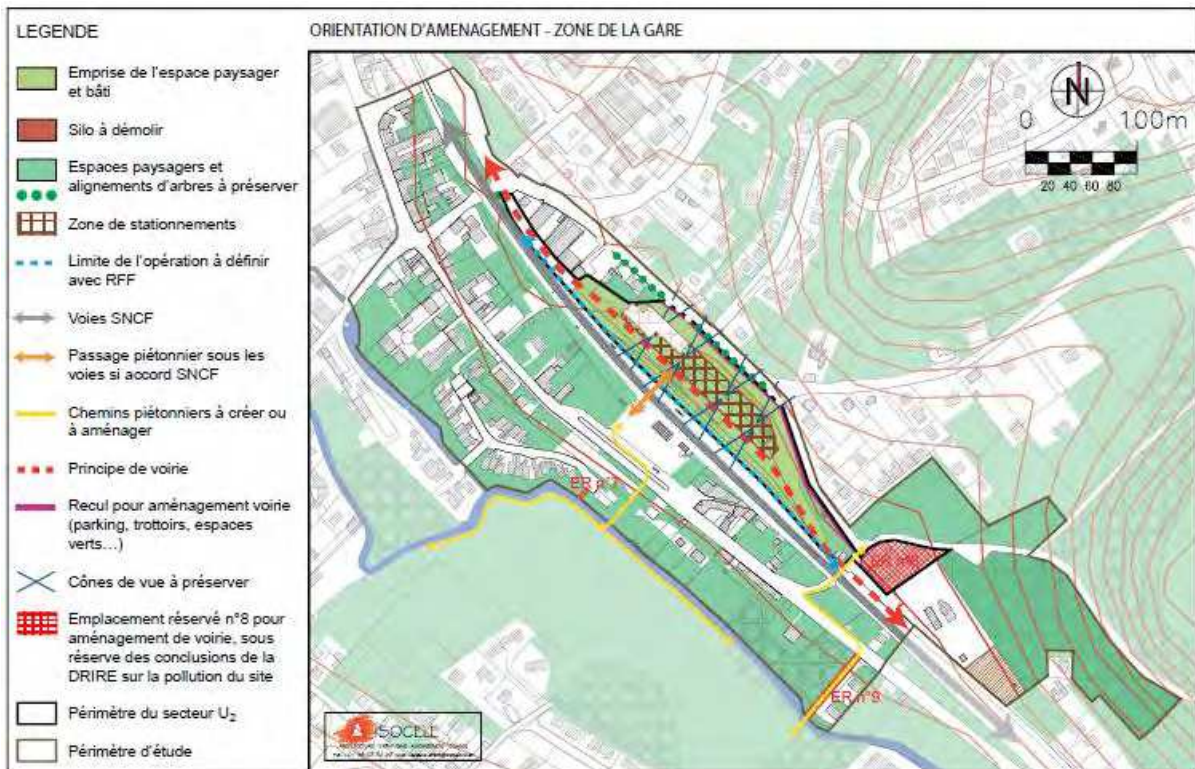 LEGENDE
Emprise de l'espace paysager
et bâti
Silo à démolir
Espaces paysagers et
alignements d'arbres à préserver
Zone de stationnements
Limite de l'opération à définir
avec RFF
Voies SNCF
Passage piétonnier sous les
voies si accord SNCF
Chemins piétonniers à créer ou
à aménager
Principe de voirie
Recul pour aménagement voirie
(parking, trottoirs, espaces
verts…)
Cônes de vue à préserver
Emplacement réservé n°8 pour
aménagement de voirie, sous
réserve des conclusions de la
DRIRE sur la pollution du site
Périmètre du secteur U2
Périmètre d'étude
ORIENTATION D'AMENAGEMENT - ZONE DE LA GARE
N
0 100m
20 40 60 80
ER n°7
ER n°9